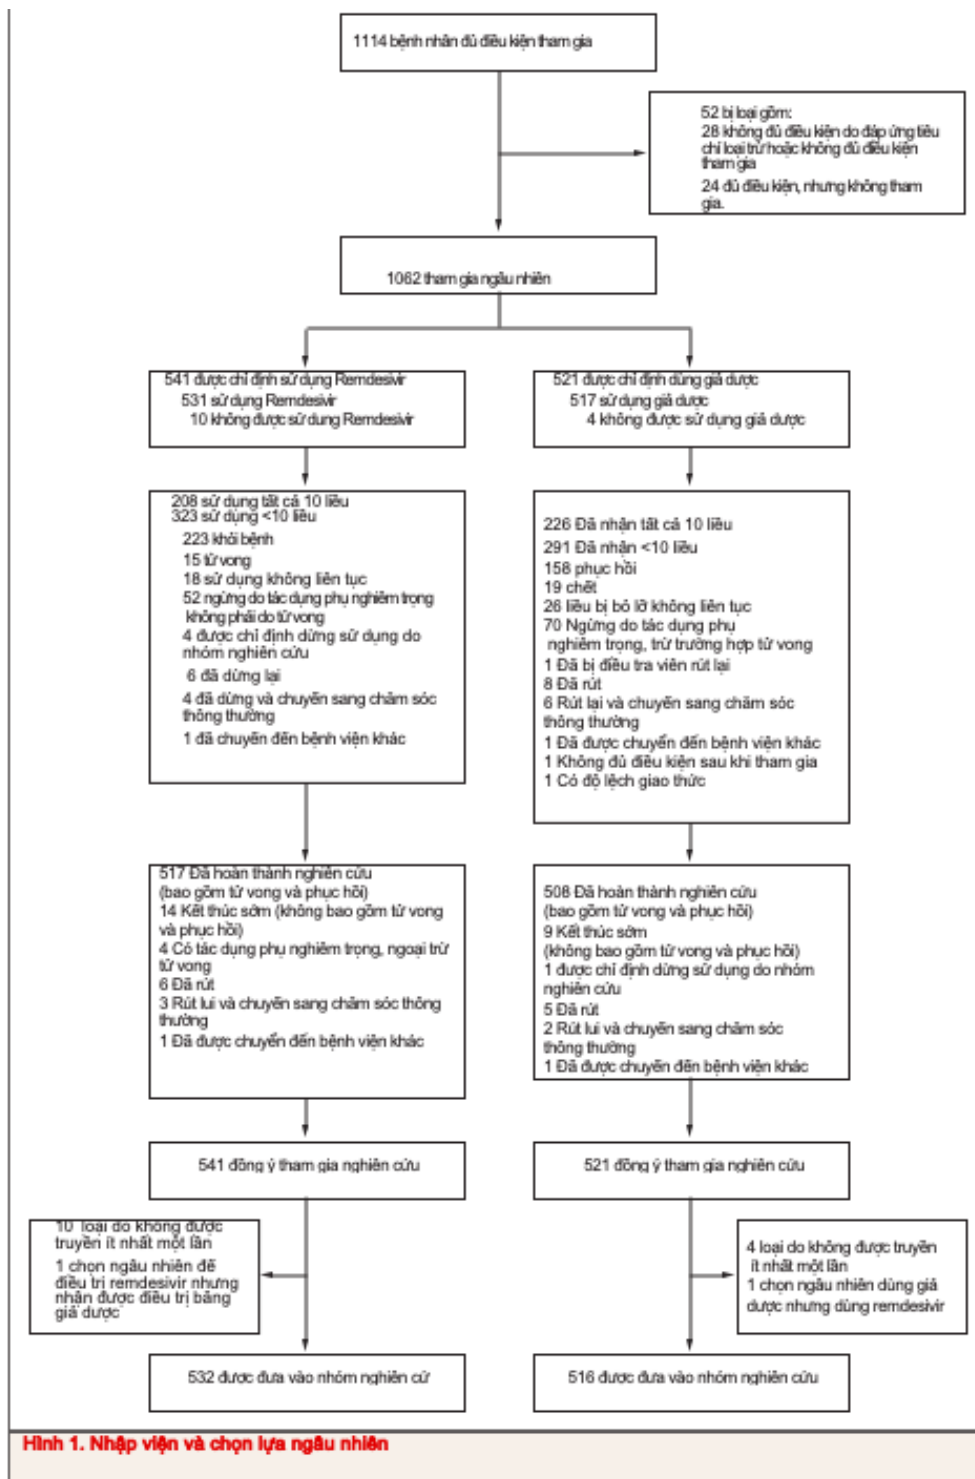 1114 bệnh nhân đủ điều kiện tham gia
52 bị loại gồm:
28 không đủ điều kiện do đáp ứng tiêu
chí loại trừ hoặc không đủ điều kiện
tham gia
24 đủ điều kiện, nhưng không tham
gia.
1062 tham gia ngẫu nhiên
541 được chỉ định sử dụng Remdesivir
531 sử dụng Remdesivir
10 không được sử dụng Remdesivir
521 được chỉ định dùng giả dược
517 sử dụng giả dược
4 không được sử dụng giả dược
208 sử dụng tất cả 10 liều
323 sử dụng <10 liều
223 khỏi bệnh
15 tử vong
18 sử dụng không liên tục
52 ngừng do tác dụng phụ nghiêm trọng
không phải do tử vong
4 được chỉ định dừng sử dụng do
nhóm nghiên cứu
6 đã dừng lại
4 đã dừng và chuyển sang chăm sóc
thông thường
1 đã chuyển đến bệnh viện khác
226 Đã nhận tất cả 10 liều
291 Đã nhận <10 liều
158 phục hồi
19 chết
26 liều bị bỏ lỡ không liên tục
70 Ngừng do tác dụng phụ
nghiêm trọng, trừ trường hợp tử vong
1 Đã bị điều tra viên rút lại
8 Đã rút
6 Rút lại và chuyển sang chăm sóc
thông thường
1 Đã được chuyển đến bệnh viện khác
1 Không đủ điều kiện sau khi tham gia
1 Có độ lệch giao thức
517 Đã hoàn thành nghiên cứu
(bao gồm tử vong và phục hồi)
14 Kết thúc sớm (không bao gồm tử vong
và phục hồi)
4 Có tác dụng phụ nghiêm trọng, ngoại trừ
tử vong
6 Đã rút
3 Rút lui và chuyển sang chăm sóc thông
thường
1 Đã được chuyển đến bệnh viện khác
508 Đã hoàn thành nghiên cứu
(bao gồm tử vong và phục hồi)
9 Kết thúc sớm
(không bao gồm tử vong và phục hồi)
1 được chỉ định dừng sử dụng do nhóm
nghiên cứu
5 Đã rút
2 Rút lui và chuyển sang chăm sóc
thông thường
1 Đã được chuyển đến bệnh viện khác
541 đồng ý tham gia nghiên cứu
521 đồng ý tham gia nghiên cứu
10 loại do không được
truyền ít nhất một lần
1 chọn ngẫu nhiên để
điều trị remdesivir nhưng
nhận được điều trị bằng
giả dược
4 loại do không được truyền
ít nhất một lần
1 chọn ngẫu nhiên dùng giả
dược nhưng dùng remdesivir
532 được đưa vào nhóm nghiên cứ
516 được đưa vào nhóm nghiên cứu
Hình 1. Nhập viện và chọn lựa ngẫu nhiên